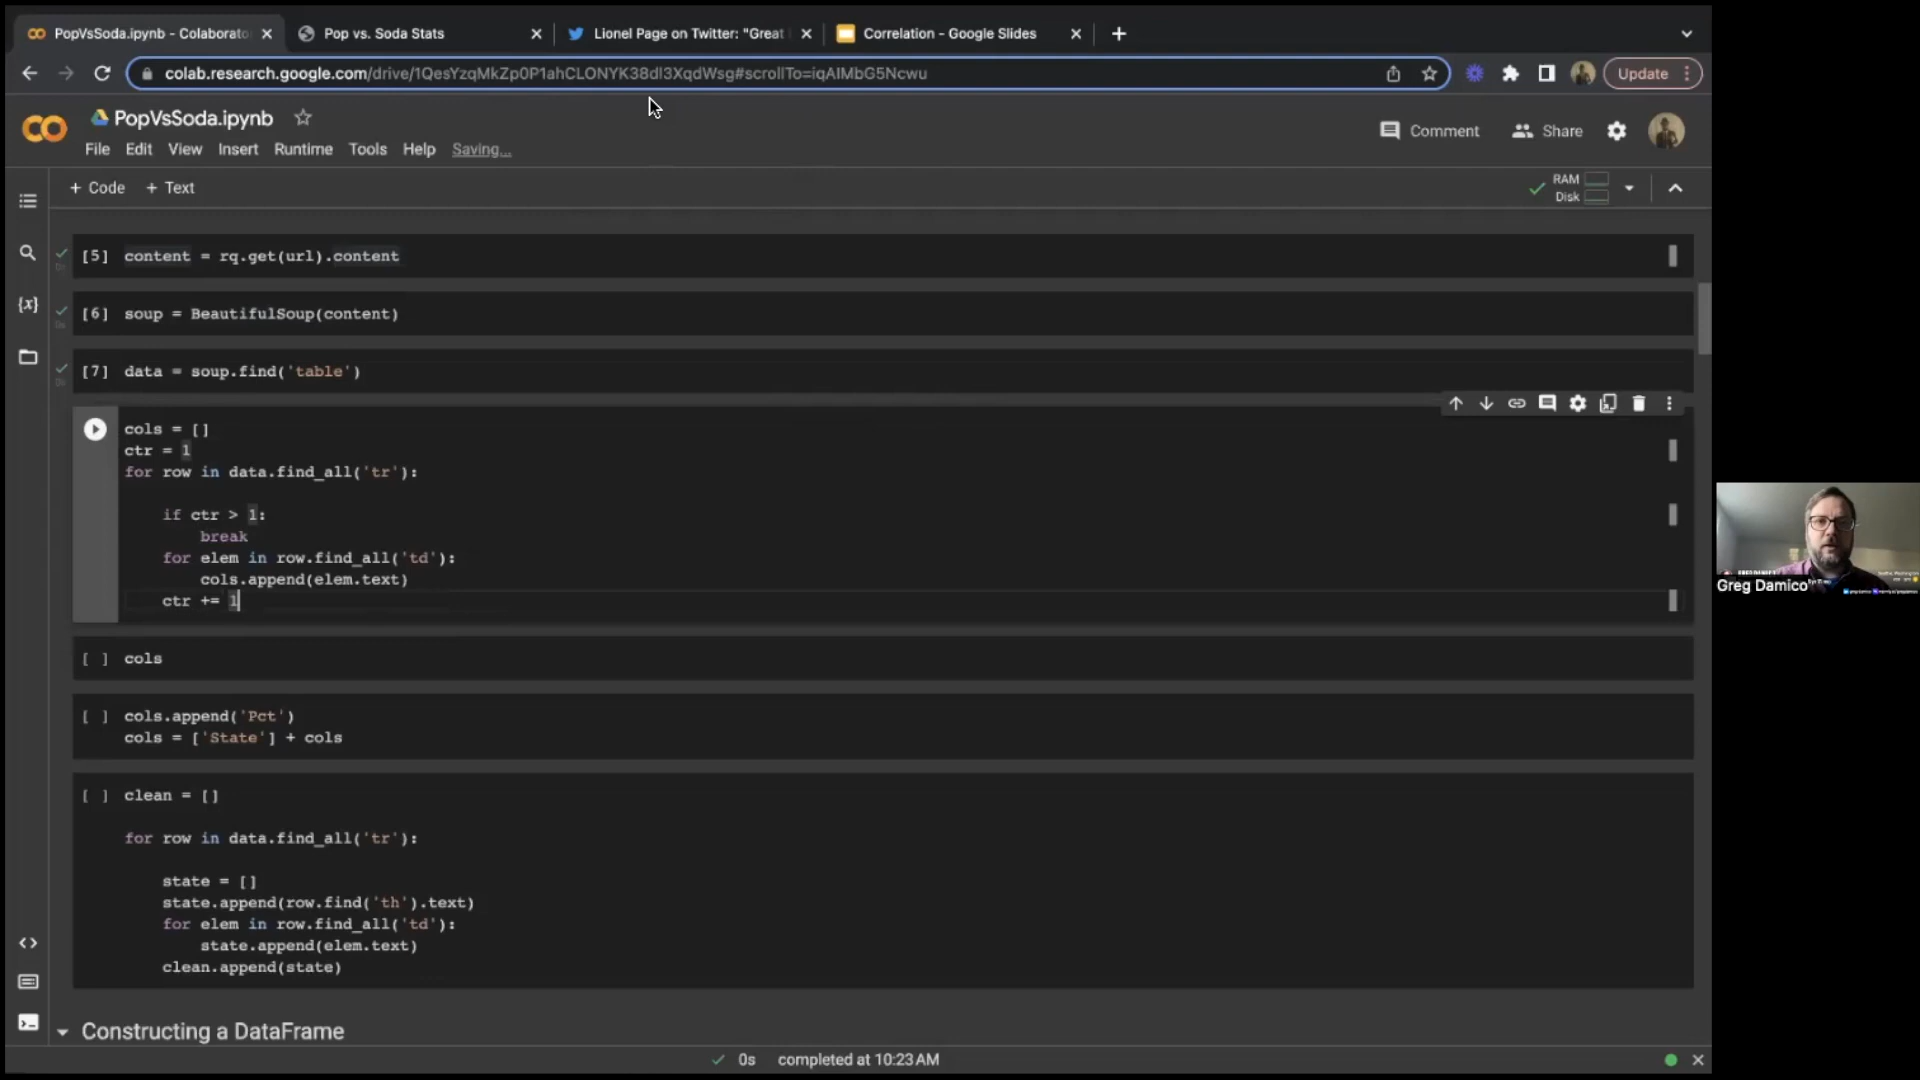 PopVsSoda.ipynb - Colaborato
Pop vs. Soda Stats
Lionel Page on Twitter: "Great
Correlation - Google Slides
colab.research.google.com/drive/1QesYzqMkZp0P1ahCLONYK38dI3XqdWsg#scrollTo=iqAIMbG5Ncwu
Update
PopVsSoda.ipynb
File Edit View Insert Runtime Tools Help Saving...
Comment
Share
+ Code + Text
RAM
Disk
[5] content = rq.get(url).content
[6] soup = BeautifulSoup(content)
[7] data = soup.find('table')
cols = []
ctr = 1
for row in data.find_all('tr'):
if ctr > 1:
break
for elem in row.find_all('td'):
cols.append(elem.text)
ctr += 1
[ ] cols
[ ] cols.append('Pct')
cols = ['State'] + cols
[ ] clean = []
for row in data.find_all('tr'):
state = []
state.append(row.find('th').text)
for elem in row.find_all('td'):
state.append(elem.text)
clean.append(state)
Constructing a DataFrame
0s completed at 10:23 AM
Greg Damico